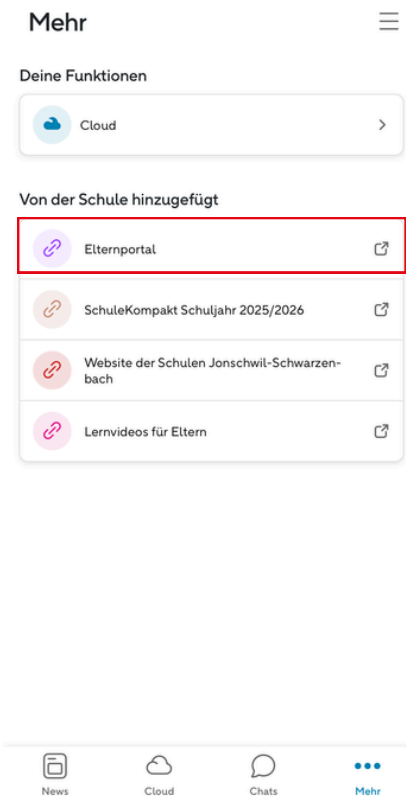 Mehr
Deine Funktionen
Cloud
Von der Schule hinzugefügt
Elternportal
SchuleKompakt Schuljahr 2025/2026
Website der Schulen Jonschwil-Schwarzen-
bach
Lernvideos für Eltern
News Cloud Chats Mehr